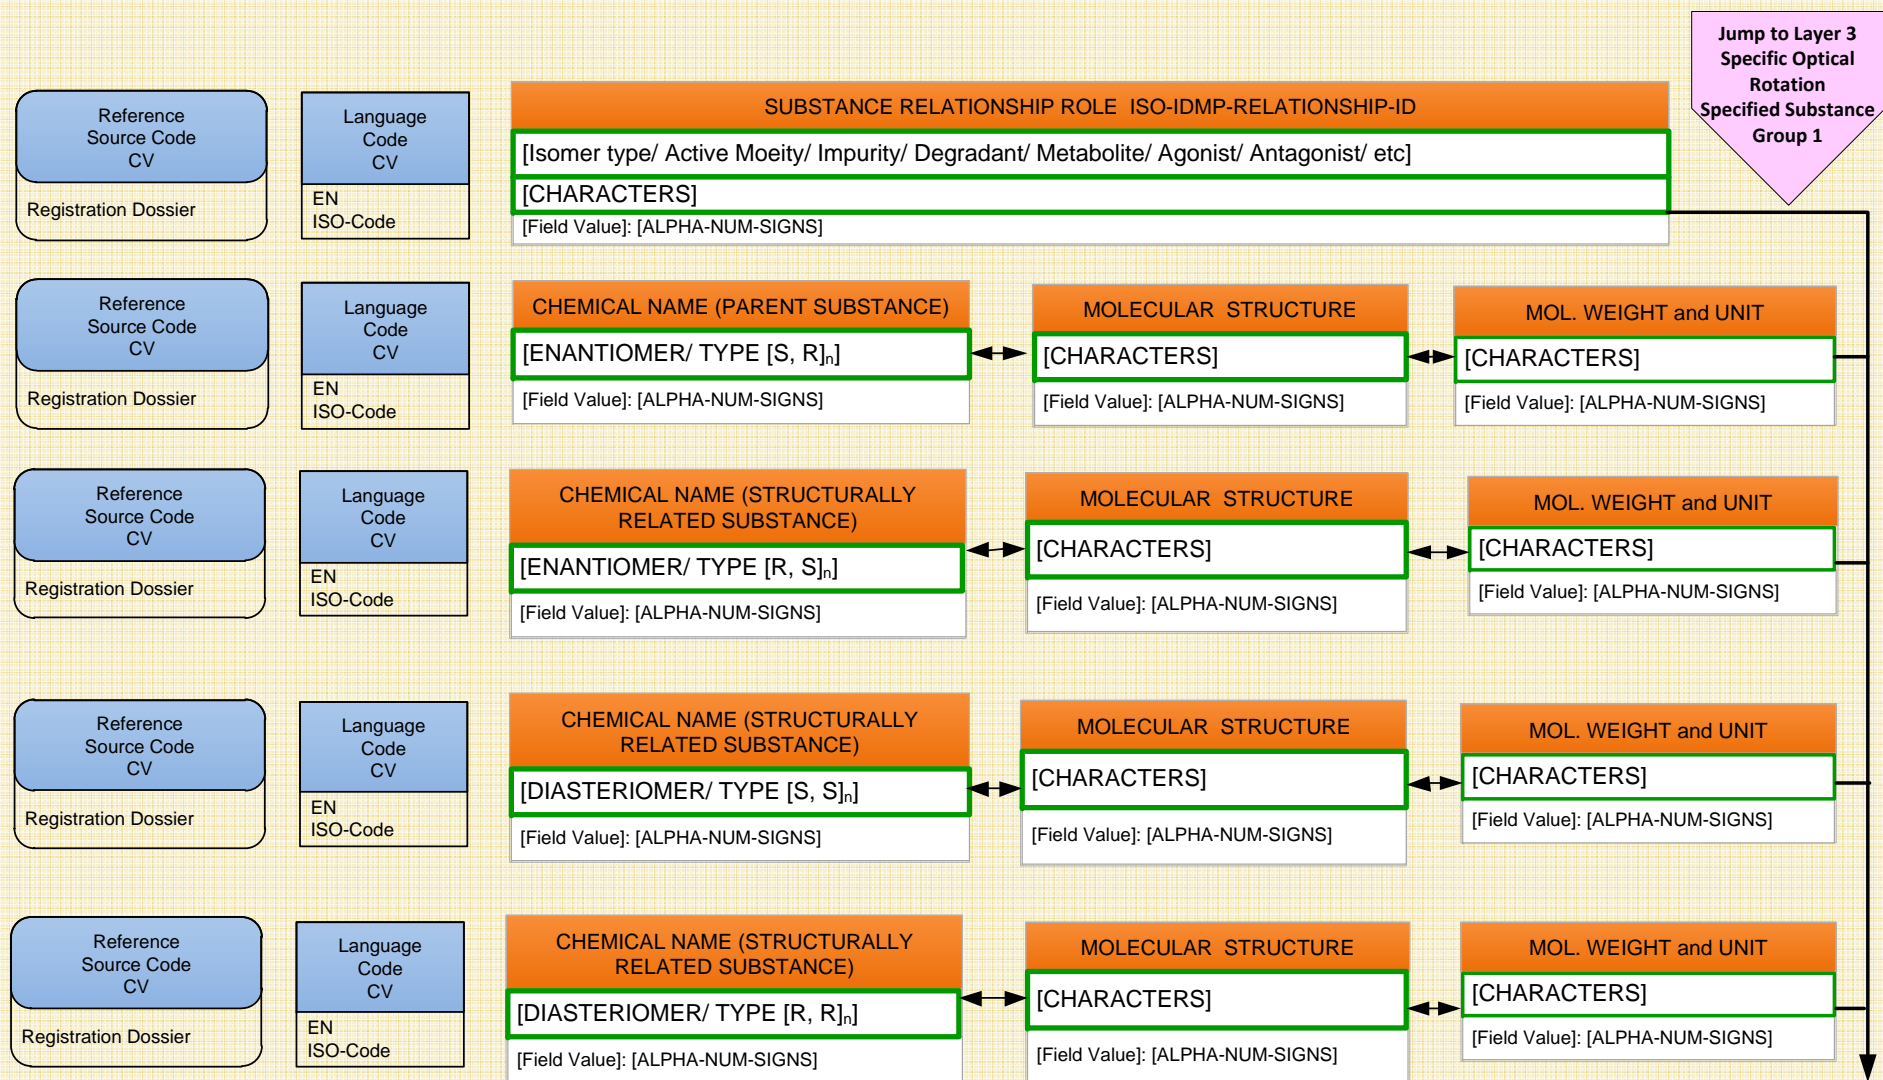 Jump to Layer 3
Specific Optical
Rotation
Specified Substance
Group 1
Reference
Source Code
CV
Registration Dossier
Language
Code
CV
EN
ISO-Code
SUBSTANCE RELATIONSHIP ROLE  ISO-IDMP-RELATIONSHIP-ID
[Isomer type/ Active Moeity/ Impurity/ Degradant/ Metabolite/ Agonist/ Antagonist/ etc]
[CHARACTERS]
[Field Value]: [ALPHA-NUM-SIGNS]
Reference
Source Code
CV
Registration Dossier
Language
Code
CV
EN
ISO-Code
CHEMICAL NAME (PARENT SUBSTANCE)
[ENANTIOMER/ TYPE [S, R]n]
[Field Value]: [ALPHA-NUM-SIGNS]
MOLECULAR  STRUCTURE
[CHARACTERS]
[Field Value]: [ALPHA-NUM-SIGNS]
MOL. WEIGHT and UNIT
[CHARACTERS]
[Field Value]: [ALPHA-NUM-SIGNS]
Reference
Source Code
CV
Registration Dossier
Language
Code
CV
EN
ISO-Code
CHEMICAL NAME (STRUCTURALLY
RELATED SUBSTANCE)
[ENANTIOMER/ TYPE [R, S]n]
[Field Value]: [ALPHA-NUM-SIGNS]
MOLECULAR  STRUCTURE
[CHARACTERS]
[Field Value]: [ALPHA-NUM-SIGNS]
MOL. WEIGHT and UNIT
[CHARACTERS]
[Field Value]: [ALPHA-NUM-SIGNS]
Reference
Source Code
CV
Registration Dossier
Language
Code
CV
EN
ISO-Code
CHEMICAL NAME (STRUCTURALLY
RELATED SUBSTANCE)
[DIASTERIOMER/ TYPE [S, S]n]
[Field Value]: [ALPHA-NUM-SIGNS]
MOLECULAR  STRUCTURE
[CHARACTERS]
[Field Value]: [ALPHA-NUM-SIGNS]
MOL. WEIGHT and UNIT
[CHARACTERS]
[Field Value]: [ALPHA-NUM-SIGNS]
Reference
Source Code
CV
Registration Dossier
Language
Code
CV
EN
ISO-Code
CHEMICAL NAME (STRUCTURALLY
RELATED SUBSTANCE)
[DIASTERIOMER/ TYPE [R, R]n]
[Field Value]: [ALPHA-NUM-SIGNS]
MOLECULAR  STRUCTURE
[CHARACTERS]
[Field Value]: [ALPHA-NUM-SIGNS]
MOL. WEIGHT and UNIT
[CHARACTERS]
[Field Value]: [ALPHA-NUM-SIGNS]